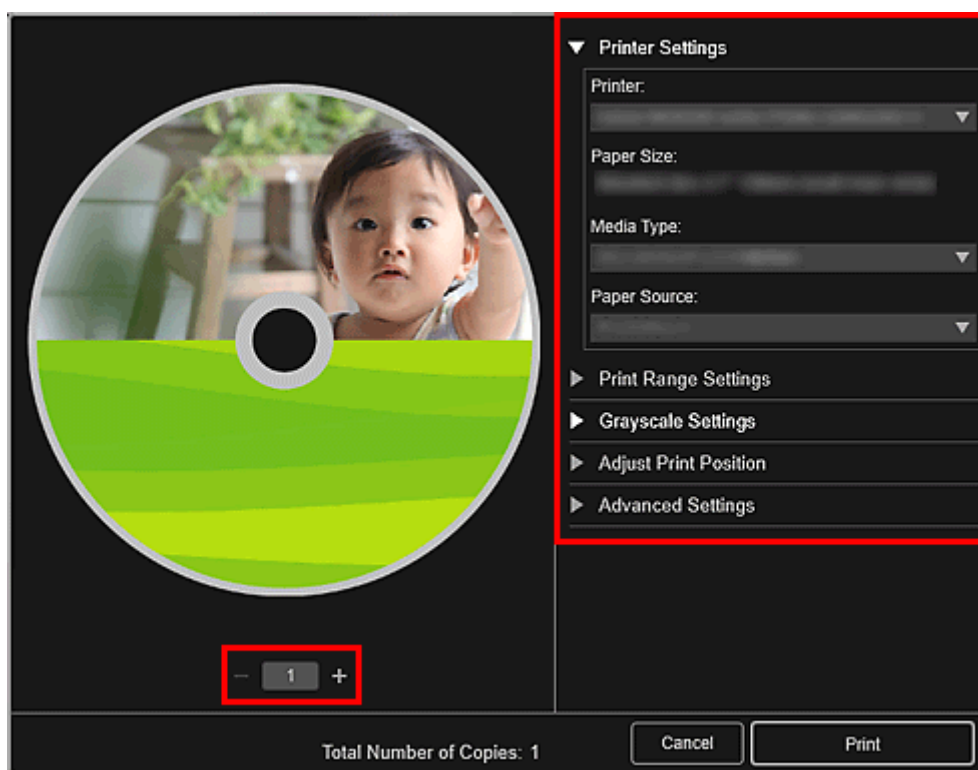 Printer Settings
Printer:
Paper Size:
Media Type:
Paper Source:
Print Range Settings
Grayscale Settings
Adjust Print Position
Advanced Settings
1
Total Number of Copies: 1
Cancel
Print